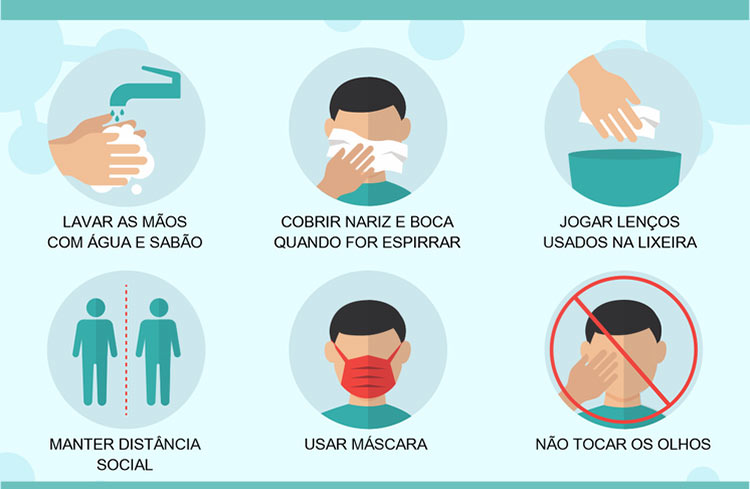 LAVAR AS MÃOS
COM ÁGUA E SABÃO
COBRIR NARIZ E BOCA
QUANDO FOR ESPIRRAR
JOGAR LENÇOS
USADOS NA LIXEIRA
MANTER DISTÂNCIA
SOCIAL
USAR MÁSCARA
NÃO TOCAR OS OLHOS